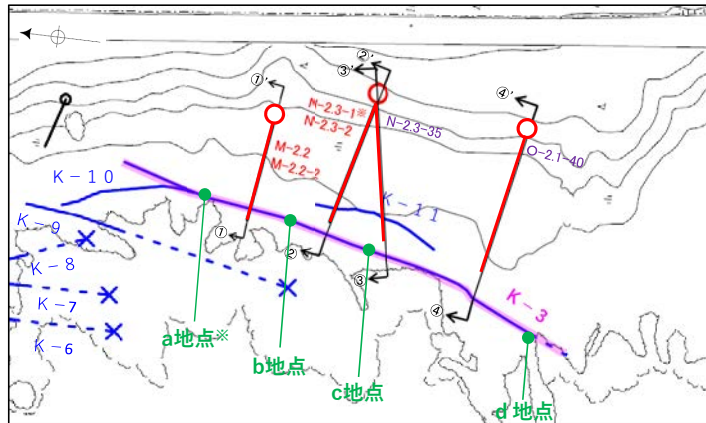 ②'
③'
①'
④'
M-2.3-1※
N-2.3-2
N-2.3-35
O-2.1-40
M-2.2
M-2.2-2
K-10
K-11
K-9
①
②
K-8
③
K-3
K-7
④
a地点※
K-6
b地点
c地点
d地点